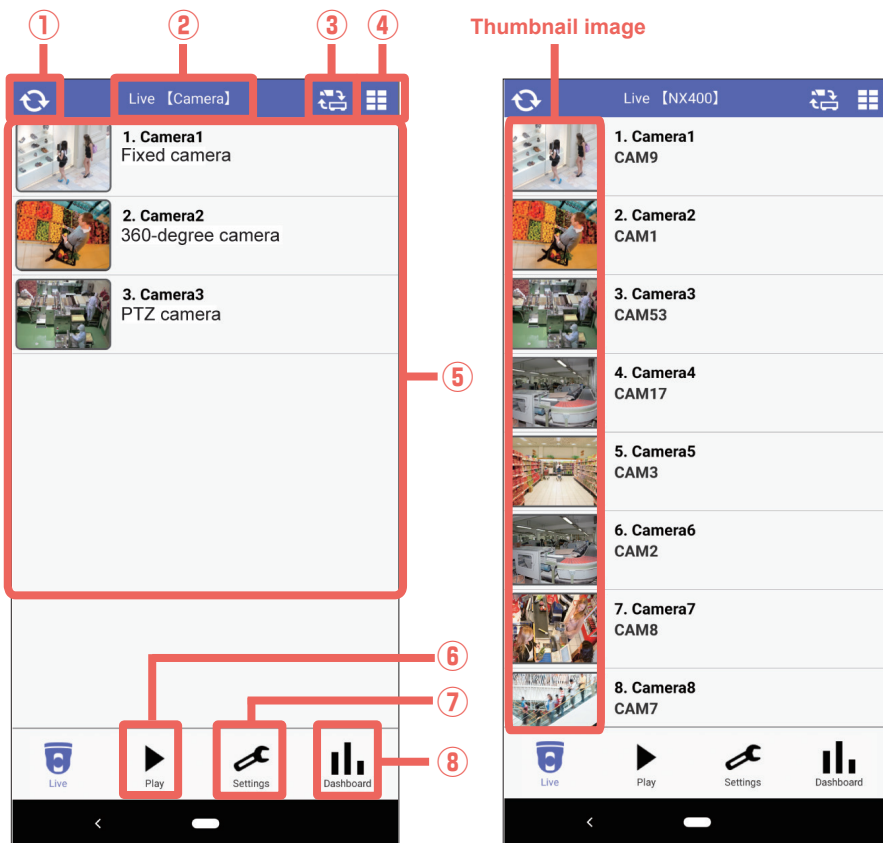 ① ② ③ ④ Thumbnail image
Live 【Camera】
1. Camera1
Fixed camera
2. Camera2
360-degree camera
3. Camera3
PTZ camera
⑤
⑥
⑦
⑧
Live Play Settings Dashboard
Live 【NX400】
1. Camera1
CAM9
2. Camera2
CAM1
3. Camera3
CAM53
4. Camera4
CAM17
5. Camera5
CAM3
6. Camera6
CAM2
7. Camera7
CAM8
8. Camera8
CAM7
Live Play Settings Dashboard